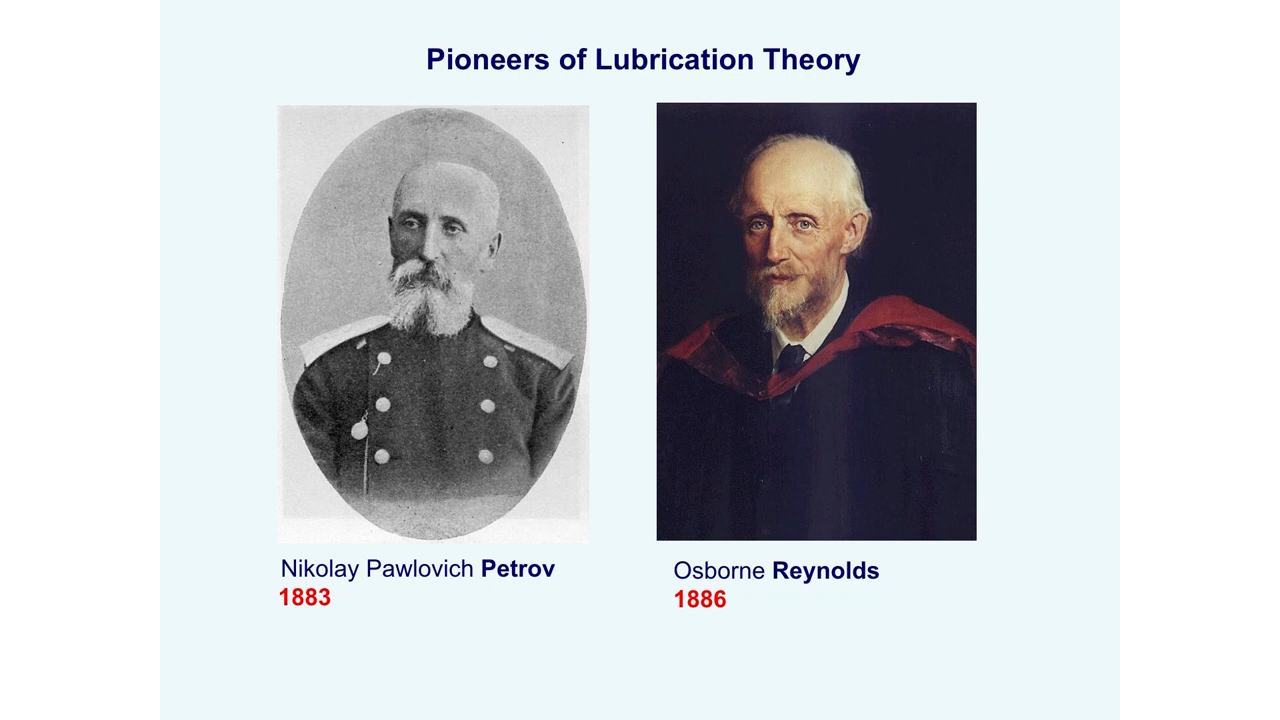 Pioneers of Lubrication Theory
Nikolay Pawlovich Petrov
1883
Osborne Reynolds
1886